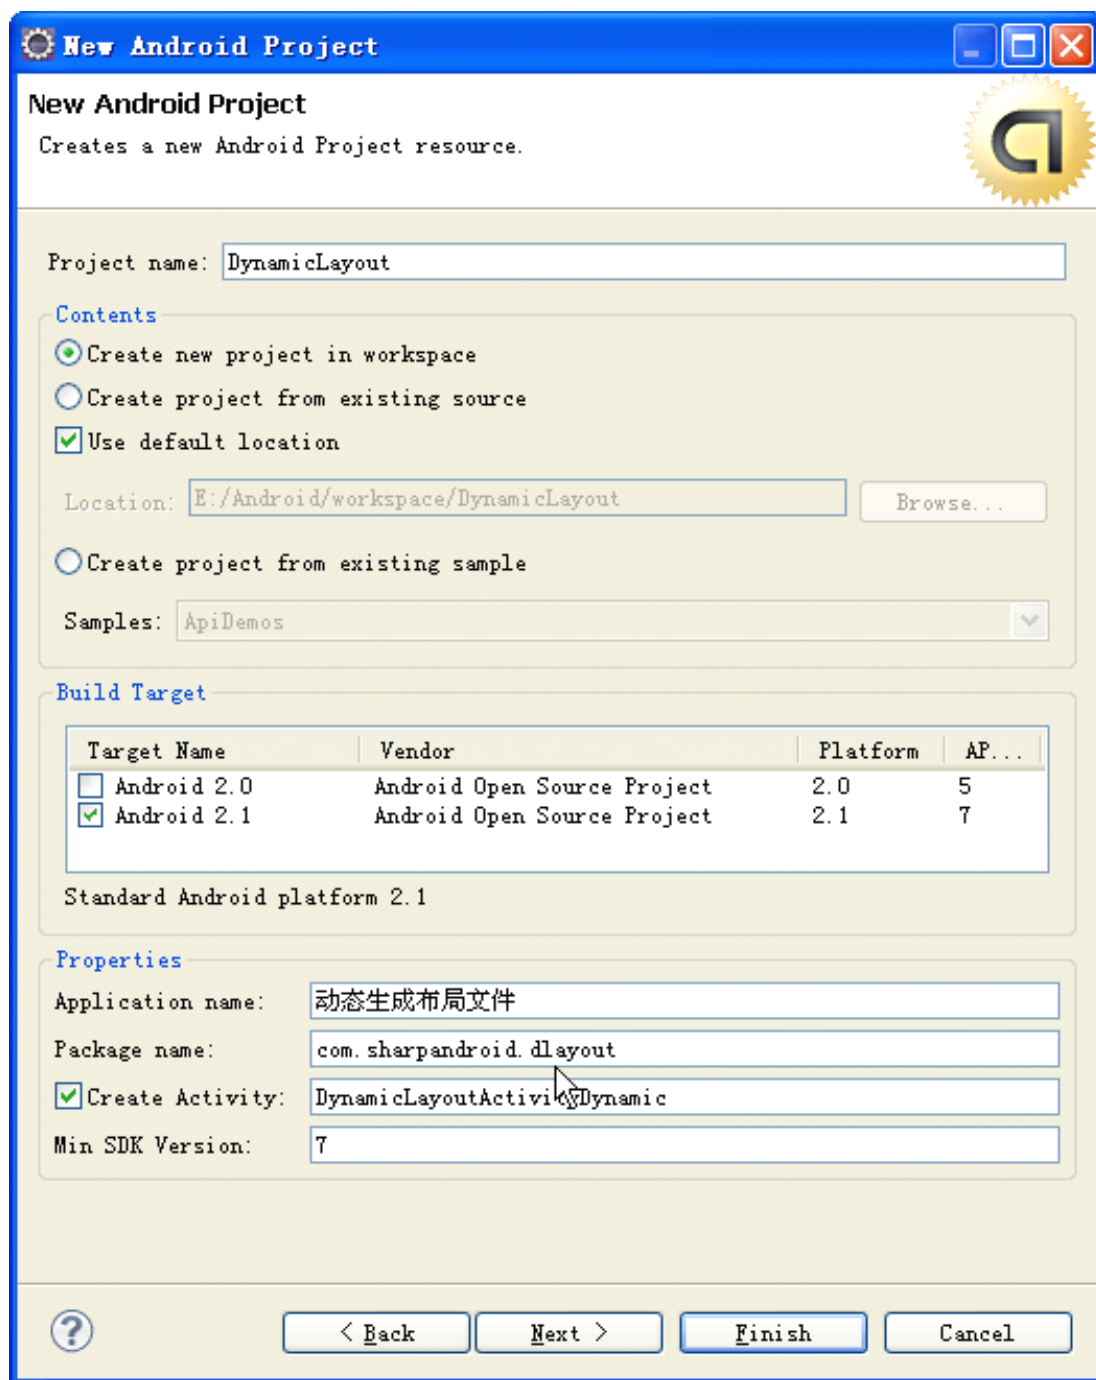 New Android Project
New Android Project
Creates a new Android Project resource.
Project name: DynamicLayout
Contents
Create new project in workspace
Create project from existing source
Use default location
Location: E:/Android/workspace/DynamicLayout Browse...
Create project from existing sample
Samples: ApiDemos
Build Target
Target Name Vendor Platform AP...
Android 2.0 Android Open Source Project 2.0 5
Android 2.1 Android Open Source Project 2.1 7
Standard Android platform 2.1
Properties
Application name: 动态生成布局文件
Package name: com.sharpandroid.dlayout
Create Activity: DynamicLayoutActivityDynamic
Min SDK Version: 7
< Back Next > Finish Cancel